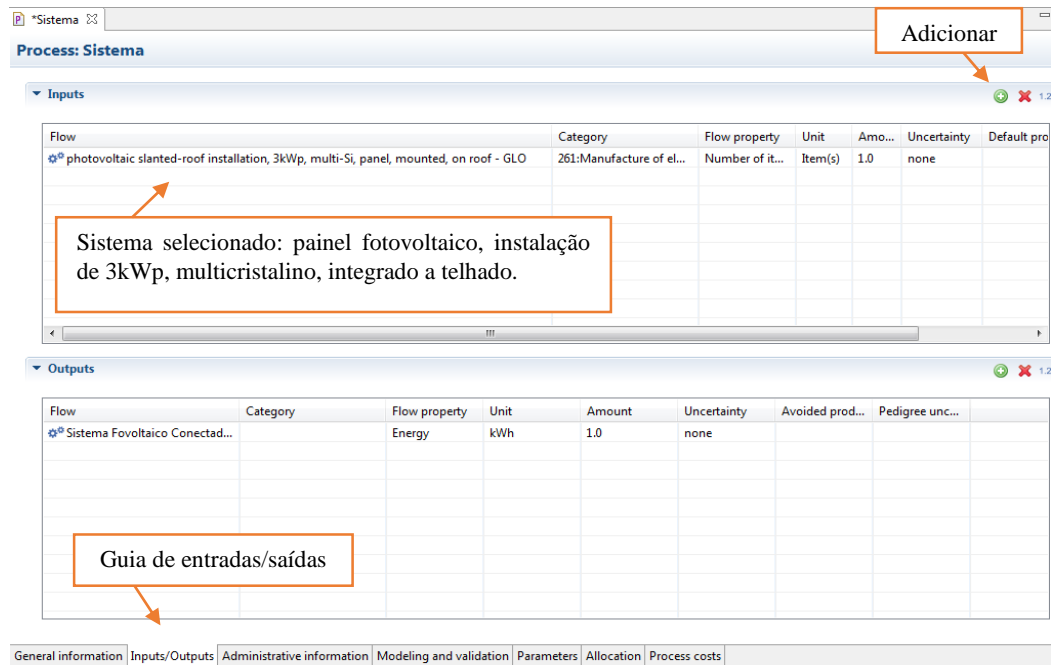 *Sistema
Adicionar
Process: Sistema
Inputs
1.2
Flow Category Flow property Unit Amo... Uncertainty Default pro
photovoltaic slanted-roof installation, 3kWp, multi-Si, panel, mounted, on roof - GLO 261:Manufacture of el... Number of it... Item(s) 1.0 none
Sistema selecionado: painel fotovoltaico, instalação
de 3kWp, multicristalino, integrado a telhado.
Outputs
1.2
Flow Category Flow property Unit Amount Uncertainty Avoided prod... Pedigree unc...
Sistema Fovoltaico Conectad... Energy kWh 1.0 none
Guia de entradas/saídas
General information Inputs/Outputs Administrative information Modeling and validation Parameters Allocation Process costs